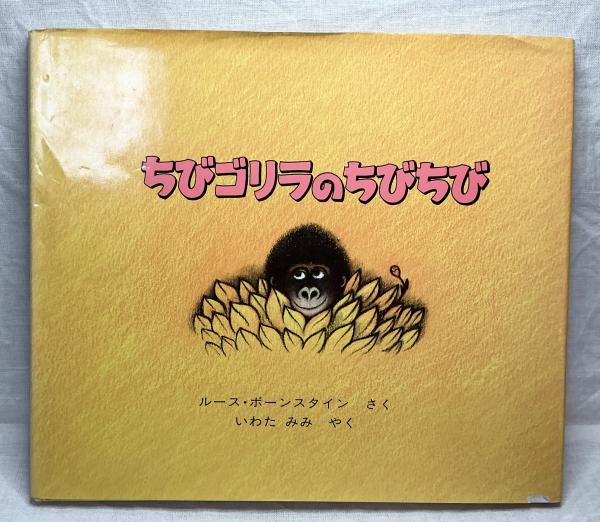 ちびゴリラのちびちび
ルース・ボーンスタイン さく
いわた みみ やく